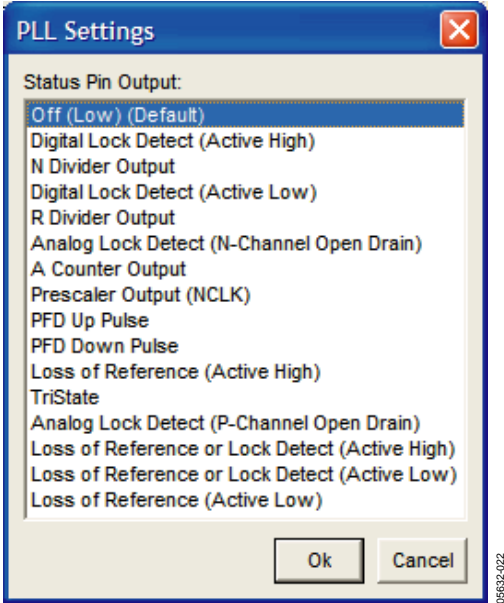 PLL Settings
Status Pin Output:
Off (Low) (Default)
Digital Lock Detect (Active High)
N Divider Output
Digital Lock Detect (Active Low)
R Divider Output
Analog Lock Detect (N-Channel Open Drain)
A Counter Output
Prescaler Output (NCLK)
PFD Up Pulse
PFD Down Pulse
Loss of Reference (Active High)
TriState
Analog Lock Detect (P-Channel Open Drain)
Loss of Reference or Lock Detect (Active High)
Loss of Reference or Lock Detect (Active Low)
Loss of Reference (Active Low)
Ok
Cancel
05632-022